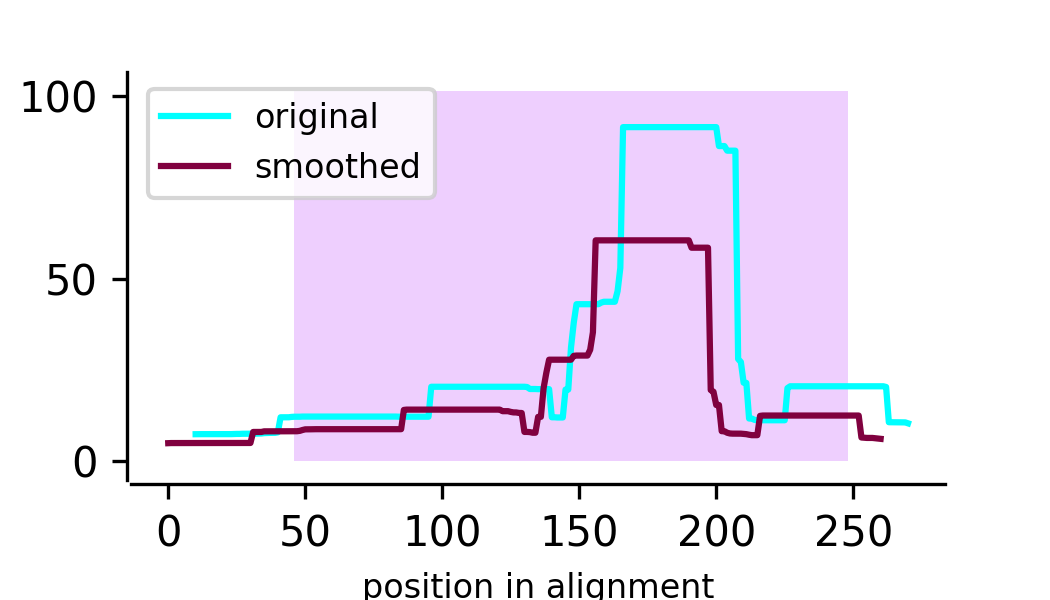 100
50
0
original
smoothed
0 50 100 150 200 250
position in alignment